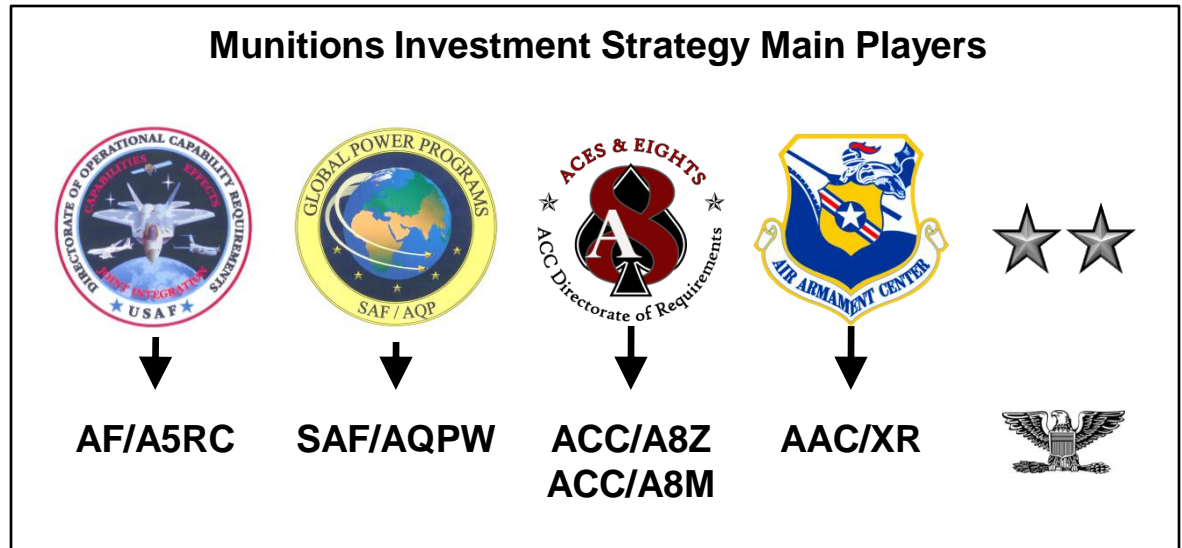 Munitions Investment Strategy Main Players
DIRECTORATE OF OPERATIONAL CAPABILITY REQUIREMENTS
CAPABILITIES
EFFECTS
JOINT INTEGRATION
USAF
GLOBAL POWER PROGRAMS
SAF / AQP
ACES & EIGHTS
A8
ACC Directorate of Requirements
AIR ARMAMENT CENTER
AF/A5RC
SAF/AQPW
ACC/A8Z
ACC/A8M
AAC/XR